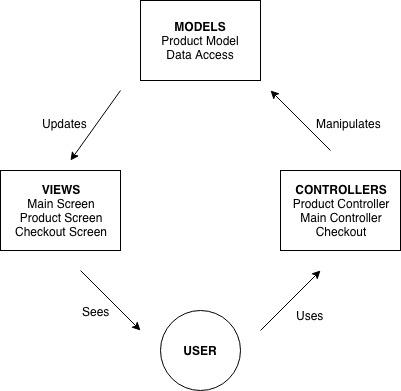 MODELS
Product Model
Data Access
Updates
Manipulates
VIEWS
Main Screen
Product Screen
Checkout Screen
CONTROLLERS
Product Controller
Main Controller
Checkout
Sees
Uses
USER